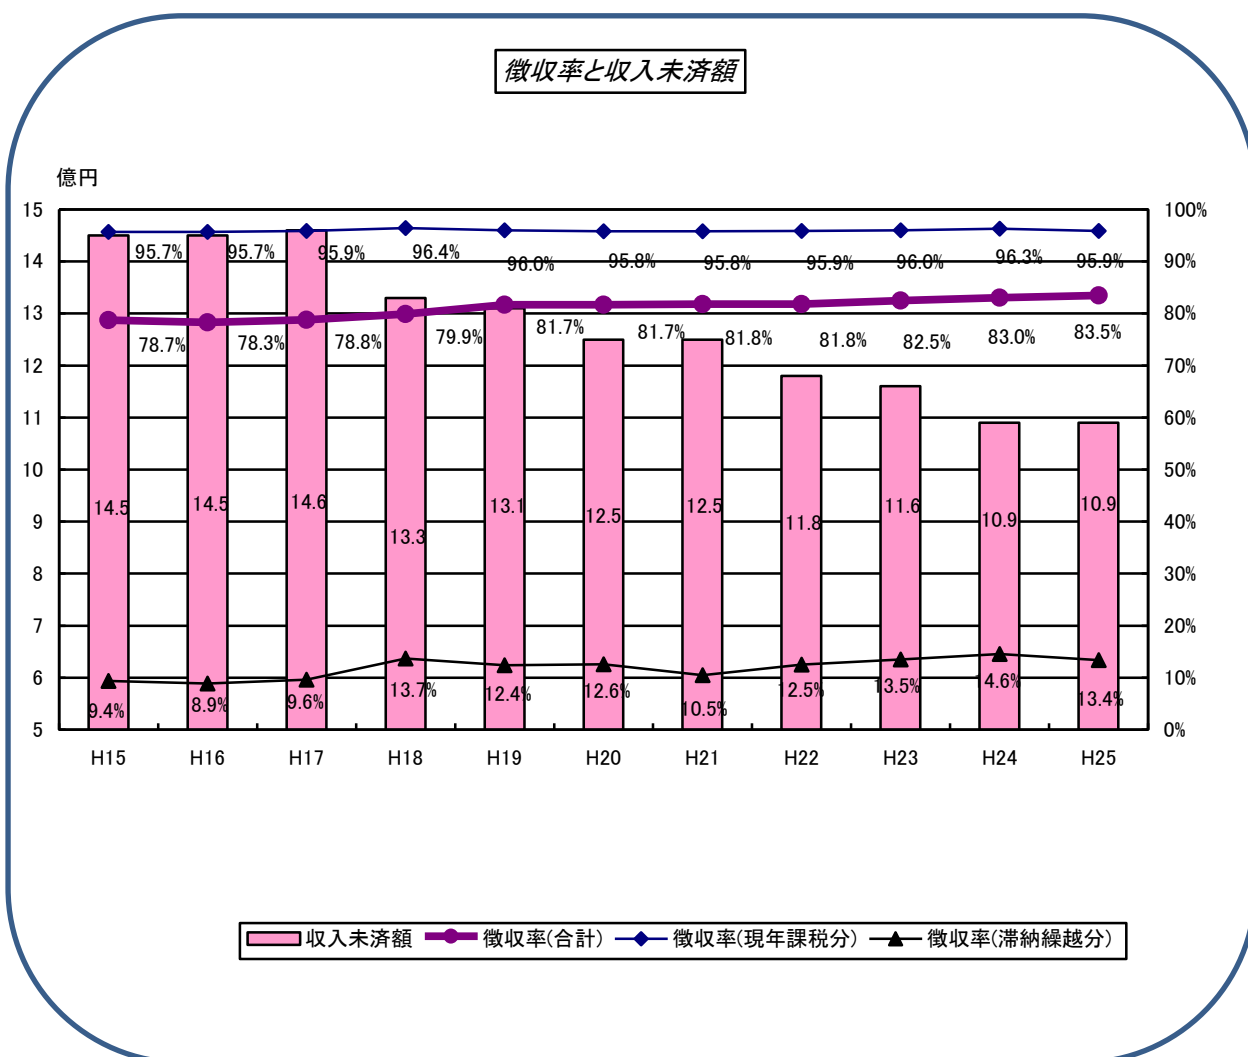 徴収率と収入未済額
億円
15 100%
95.7% 95.7% 95.9% 96.4% 96.0% 95.8% 95.8% 95.9% 96.0% 96.3% 95.9%
14 90%
13 80%
78.7% 78.3% 78.8% 79.9% 81.7% 81.7% 81.8% 81.8% 82.5% 83.0% 83.5%
12 70%
11 60%
10 50%
14.5 14.5 14.6 13.3 13.1 12.5 12.5 11.8 11.6 10.9 10.9
9 40%
8 30%
7 20%
6 10%
9.4% 8.9% 9.6% 13.7% 12.4% 12.6% 10.5% 12.5% 13.5% 14.6% 13.4%
5 0%
H15 H16 H17 H18 H19 H20 H21 H22 H23 H24 H25
収入未済額 徴収率(合計) 徴収率(現年課税分) 徴収率(滞納繰越分)